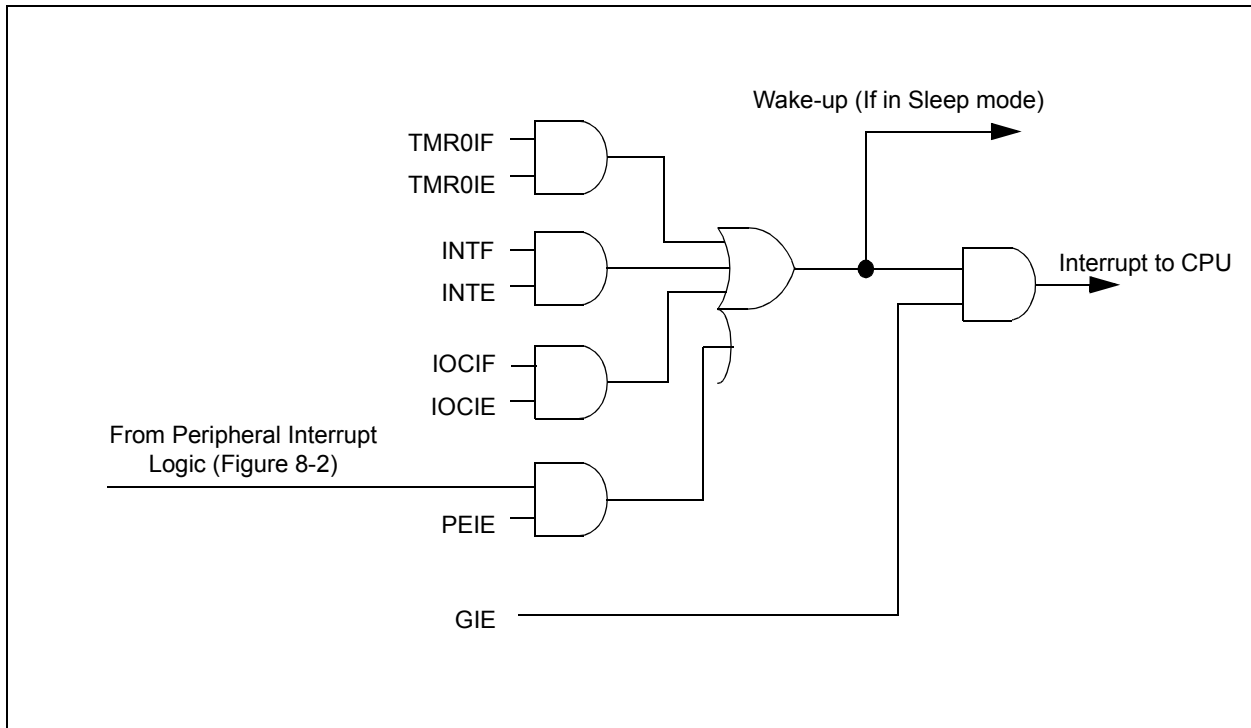 Wake-up (If in Sleep mode)
TMR0IF
TMR0IE
INTF
INTE
Interrupt to CPU
IOCIF
IOCIE
From Peripheral Interrupt
Logic (Figure 8-2)
PEIE
GIE